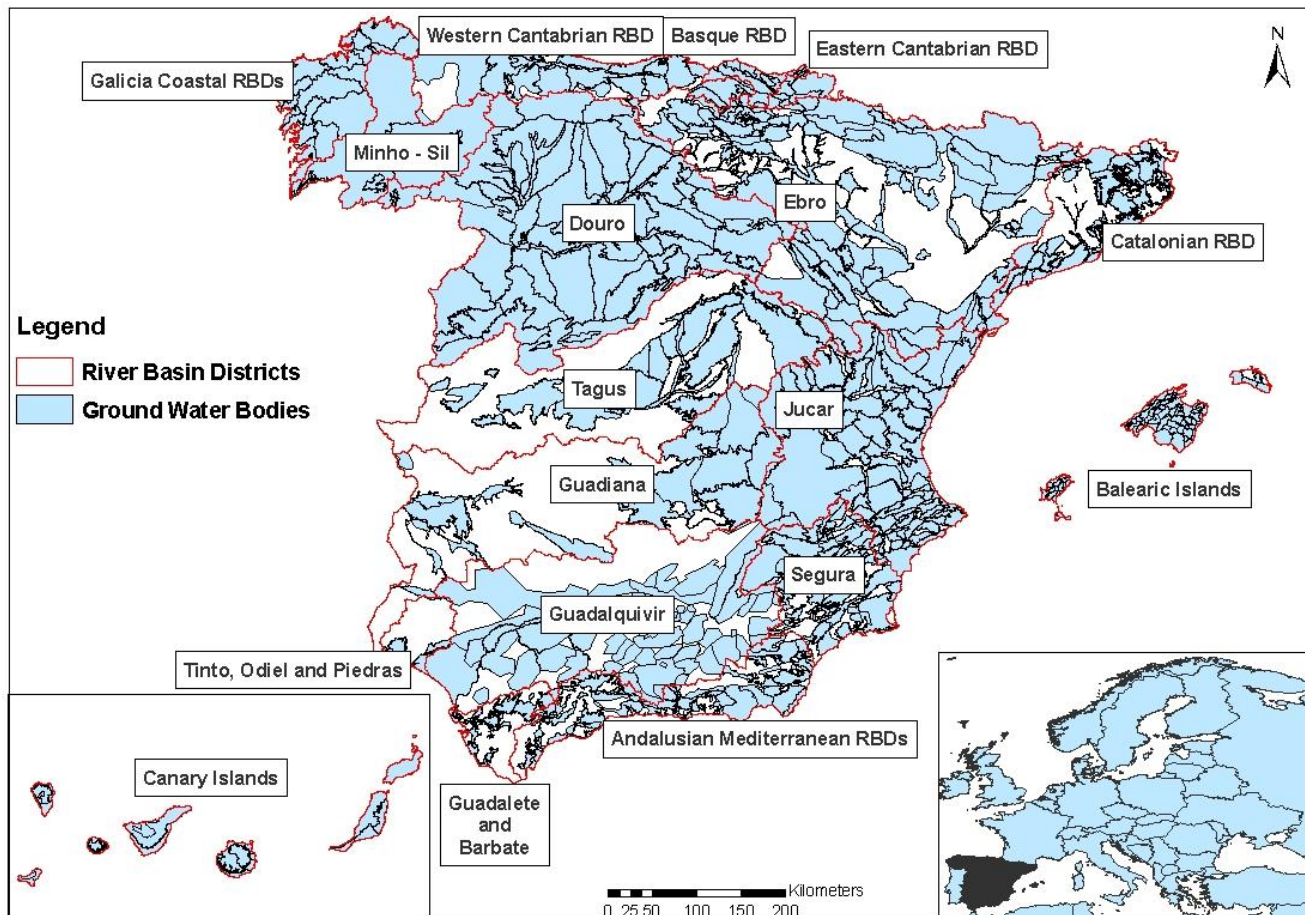 Western Cantabrian RBD
Basque RBD
Eastern Cantabrian RBD
N
Galicia Coastal RBDs
Minho - Sil
Ebro
Douro
Catalonian RBD
Legend
River Basin Districts
Ground Water Bodies
Tagus
Jucar
Guadiana
Balearic Islands
Segura
Guadalquivir
Tinto, Odiel and Piedras
Andalusian Mediterranean RBDs
Canary Islands
Guadalete
and
Barbate
Kilometers
0 25 50 100 150 200